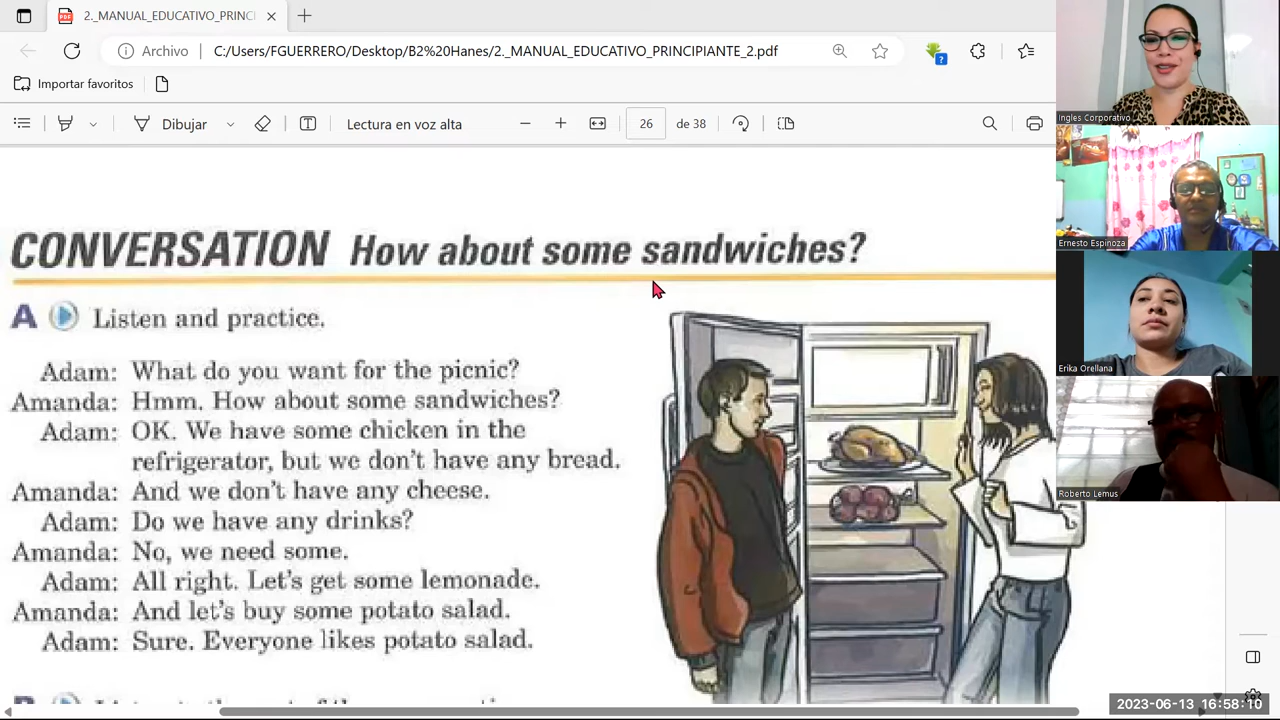 2._MANUAL_EDUCATIVO_PRINCI
Archivo
C:/Users/FGUERRERO/Desktop/B2%20Hanes/2._MANUAL_EDUCATIVO_PRINCIPIANTE_2.pdf
Importar favoritos
Dibujar
Lectura en voz alta
26
de 38
CONVERSATION
about some sandwiches?
A Listen and practice.
Adam: What do you want for the picnic?
Amanda: Hmm. How about some sandwiches?
Adam: OK. We have some chicken in the
refrigerator, but we don't have any bread.
Amanda: And we don't have any cheese.
Adam: Do we have any drinks?
Amanda: No, we need some.
Adam: All right. Let's get some lemonade.
Amanda: And let's buy some potato salad.
Adam: Sure. Everyone likes potato salad.
Ingles Corporativo
Ernesto Espinoza
Erika Orellana
Roberto Lemus
2023-06-13 16:58:10